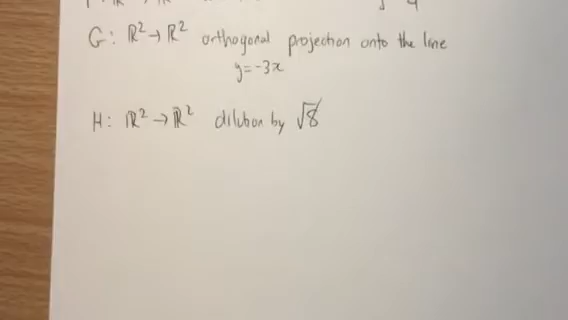 G: ℝ² → ℝ² orthogonal projection onto the line
y=-3x
H: ℝ² → ℝ² dilation by √8